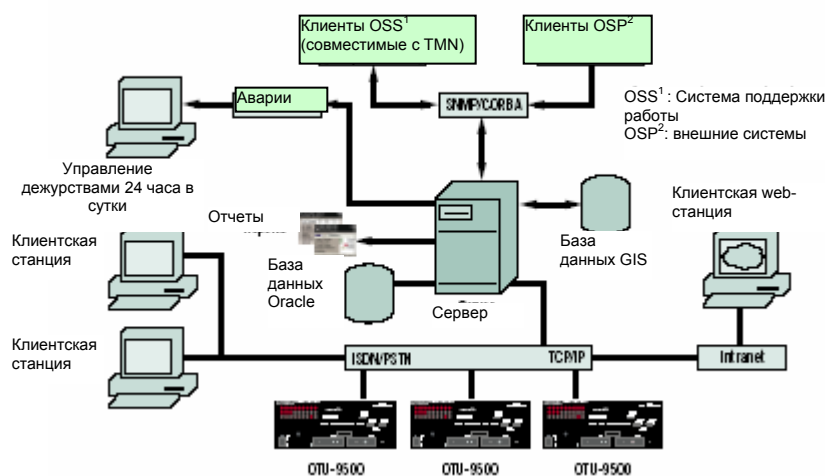 Клиенты OSS¹
(совместимые с TMN)
Клиенты OSP²
Аварии
SNMP/CORBA
OSS¹ : Система поддержки
работы
OSP²: внешние системы
Управление
дежурствами 24 часа в
сутки
Клиентская web-
станция
Отчеты
Клиентская
станция
База
данных GIS
База
данных
Oracle
Сервер
Клиентская
станция
ISDN/PSTN
TCP/IP
Intranet
OTU-9500
OTU-9500
OTU-9500